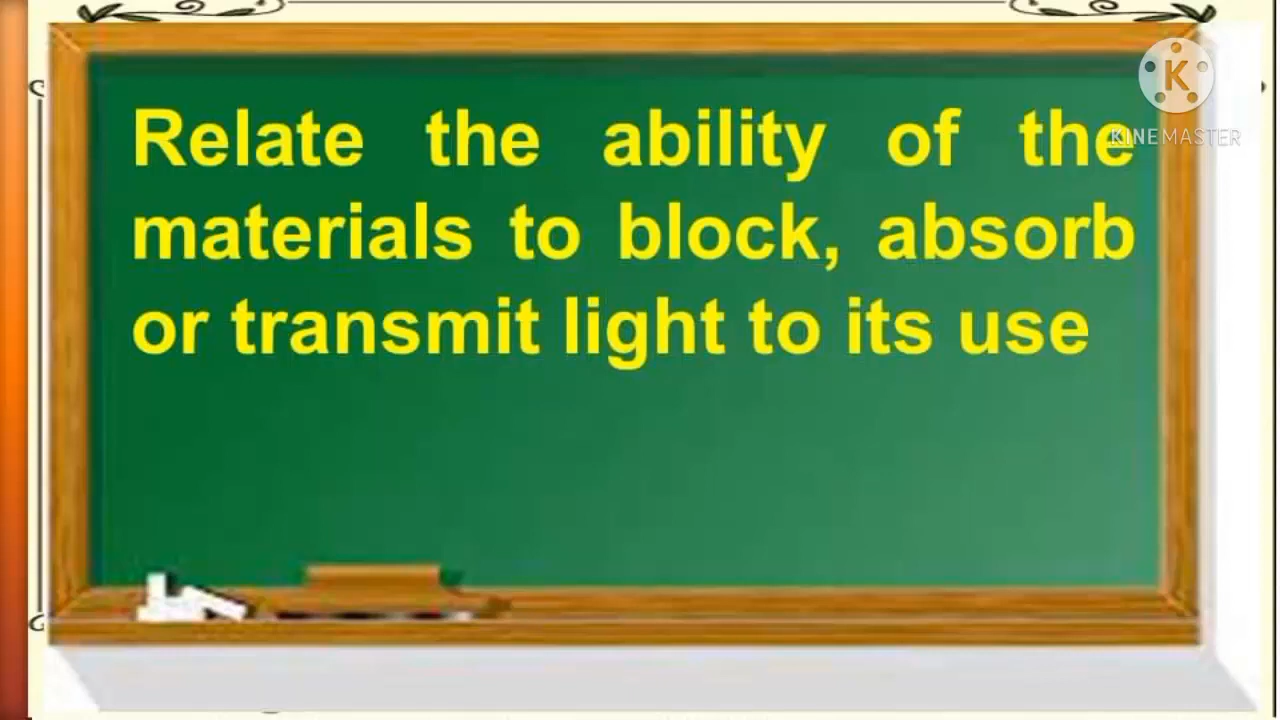 K
KINEMASTER
Relate the ability of the
materials to block, absorb
or transmit light to its use